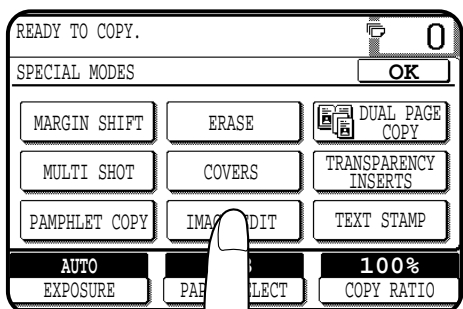 READY TO COPY. 0
SPECIAL MODES OK
MARGIN SHIFT ERASE DUAL PAGE
COPY
MULTI SHOT COVERS TRANSPARENCY
INSERTS
PAMPHLET COPY TEXT STAMP
AUTO 100%
EXPOSURE COPY RATIO